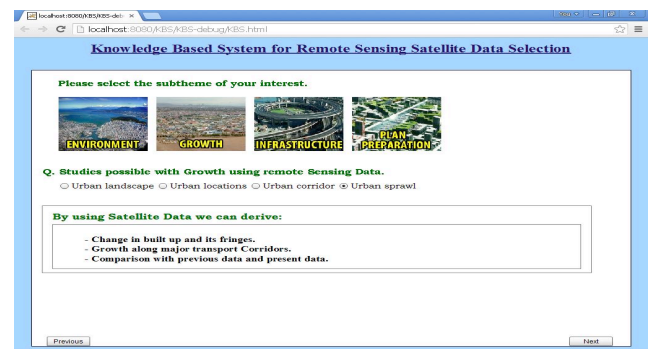 localhost:8080/KBS/KBS-deb
localhost:8080/KBS/KBS-debug/KBS.html
Knowledge Based System for Remote Sensing Satellite Data Selection
Please select the subtheme of your interest.
ENVIRONMENT GROWTH INFRASTRUCTURE PLAN PREPARATION
Q. Studies possible with Growth using remote Sensing Data.
Urban landscape Urban locations Urban corridor Urban sprawl
By using Satellite Data we can derive:
- Change in built up and its fringes.
- Growth along major transport Corridors.
- Comparison with previous data and present data.
Previous Next